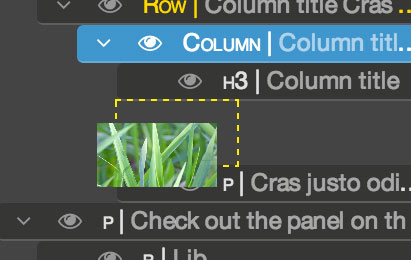 Row | Column title Cras ...
Column | Column titl...
H3 | Column title
P | Cras justo odi...
P | Check out the panel on th
P | Lib